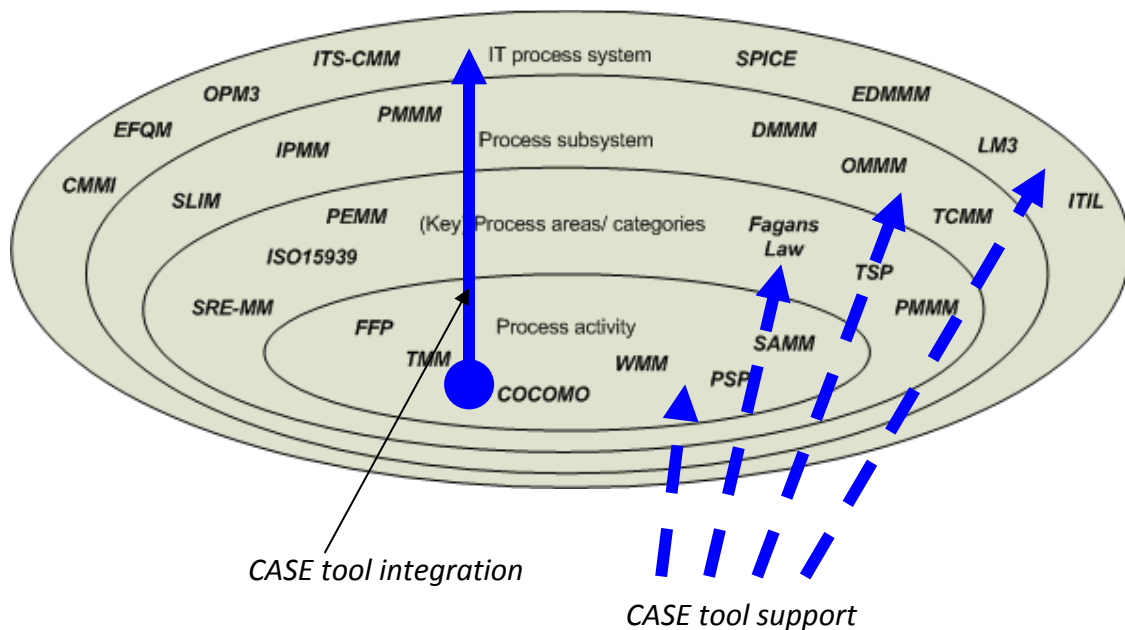 ITS-CMM
IT process system
SPICE
OPM3
EDMMM
EFQM
PMMM
DMMM
LM3
IPMM
Process subsystem
OMMM
CMMI
SLIM
ITIL
PEMM
(Key) Process areas/ categories
Fagans
Law
TCMM
ISO15939
TSP
SRE-MM
PMMM
FFP
Process activity
SAMM
TMM
WMM
PSP
COCOMO
CASE tool integration
CASE tool support